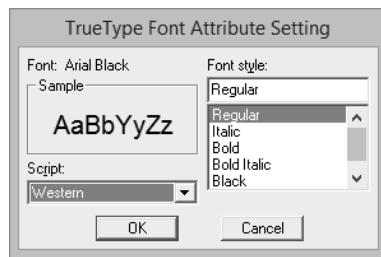 TrueType Font Attribute Setting
Font: Arial Black
Font style:
Sample
AaBbYyZz
Regular
Regular
Italic
Bold
Bold Italic
Black
Script:
Western
OK
Cancel